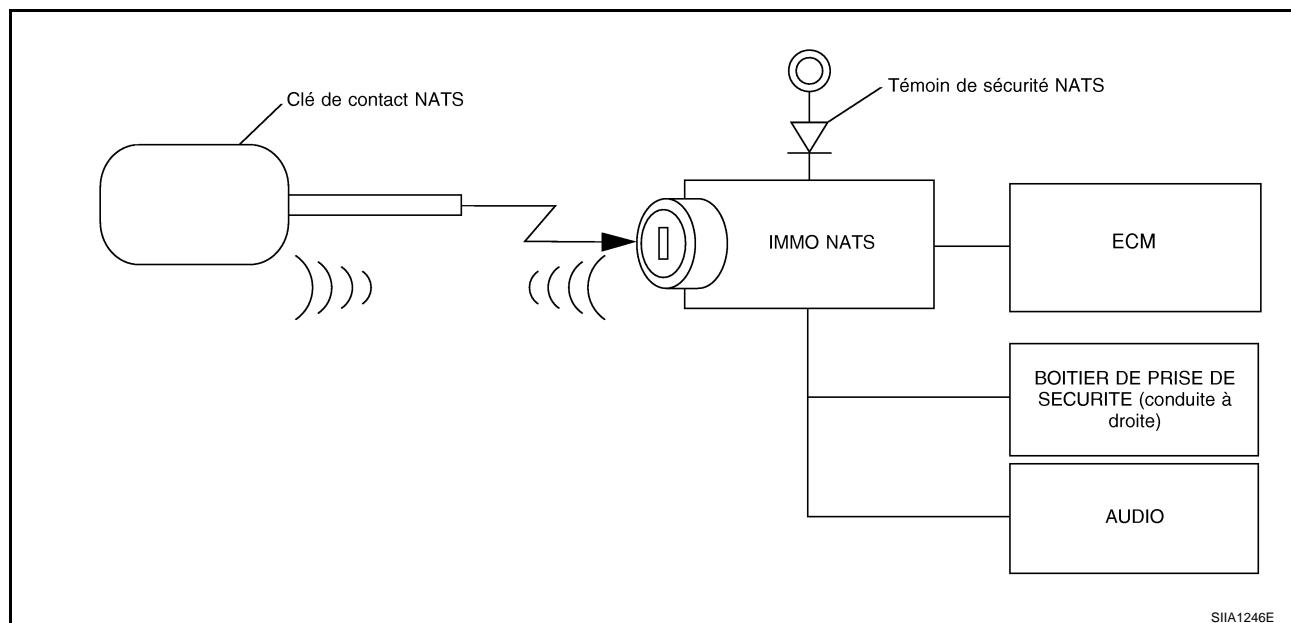 Clé de contact NATS
Témoin de sécurité NATS
IMMO NATS
ECM
BOITIER DE PRISE DE
SECURITE (conduite à
droite)
AUDIO
SIIA1246E